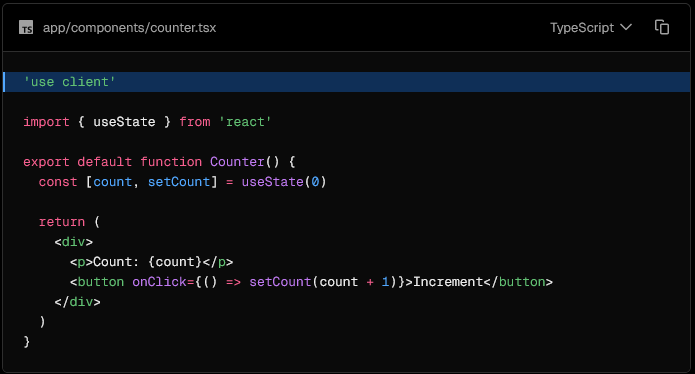 TS app/components/counter.tsx TypeScript
'use client'
import { useState } from 'react'
export default function Counter() {
  const [count, setCount] = useState(0)
  return (
    <div>
      <p>Count: {count}</p>
      <button onClick={() => setCount(count + 1)}>Increment</button>
    </div>
  )
}